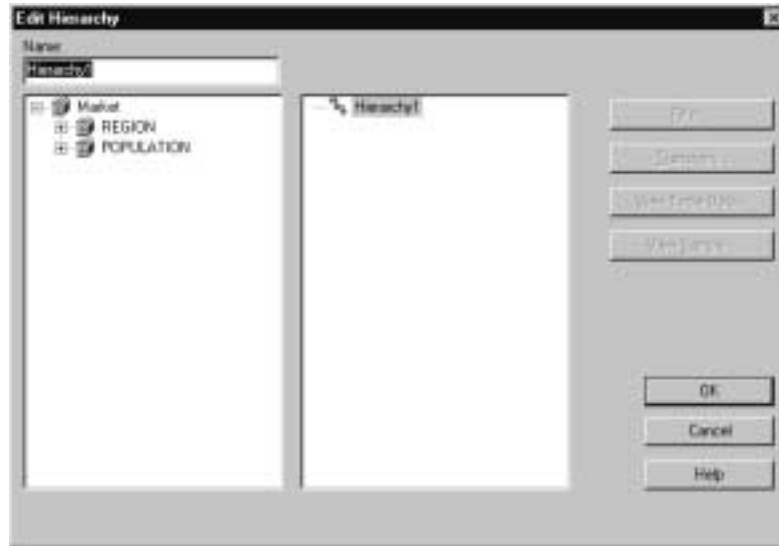 Edit Hierarchy
Name
Hierarchy1
Market
REGION
POPULATION
Hierarchy1
OK
Cancel
Help